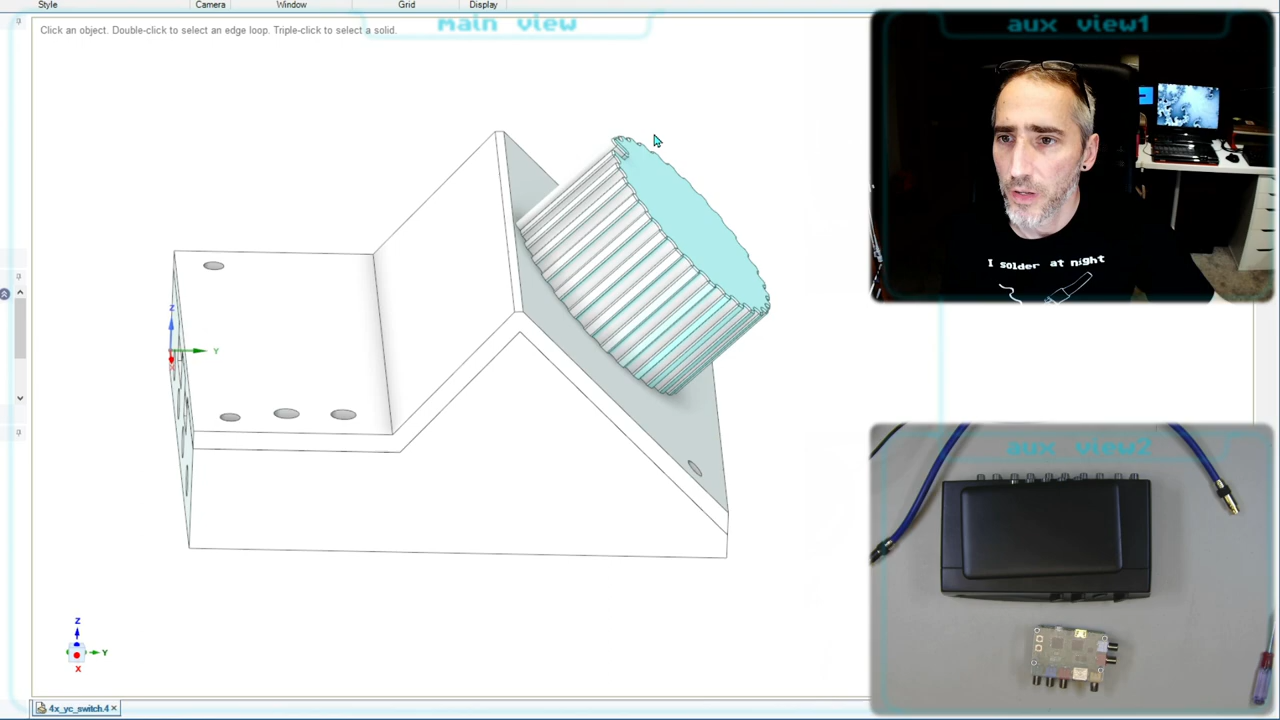 Style Camera Window Grid Display
main view
Click an object. Double-click to select an edge loop. Triple-click to select a solid.
aux view1
I solder at night
Z
Y
X
aux view2
Z
Y
X
4x_yc_switch.4